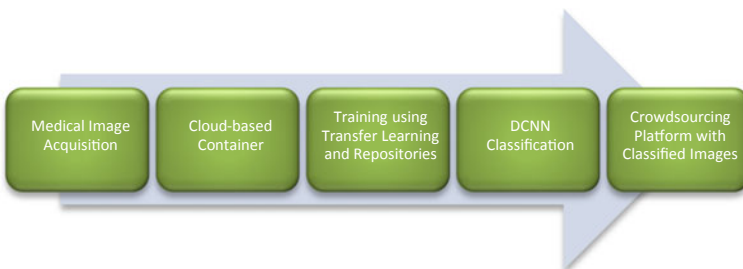 Medical Image
Acquisition
Cloud-based
Container
Training using
Transfer Learning
and Repositories
DCNN
Classification
Crowdsourcing
Platform with
Classified Images